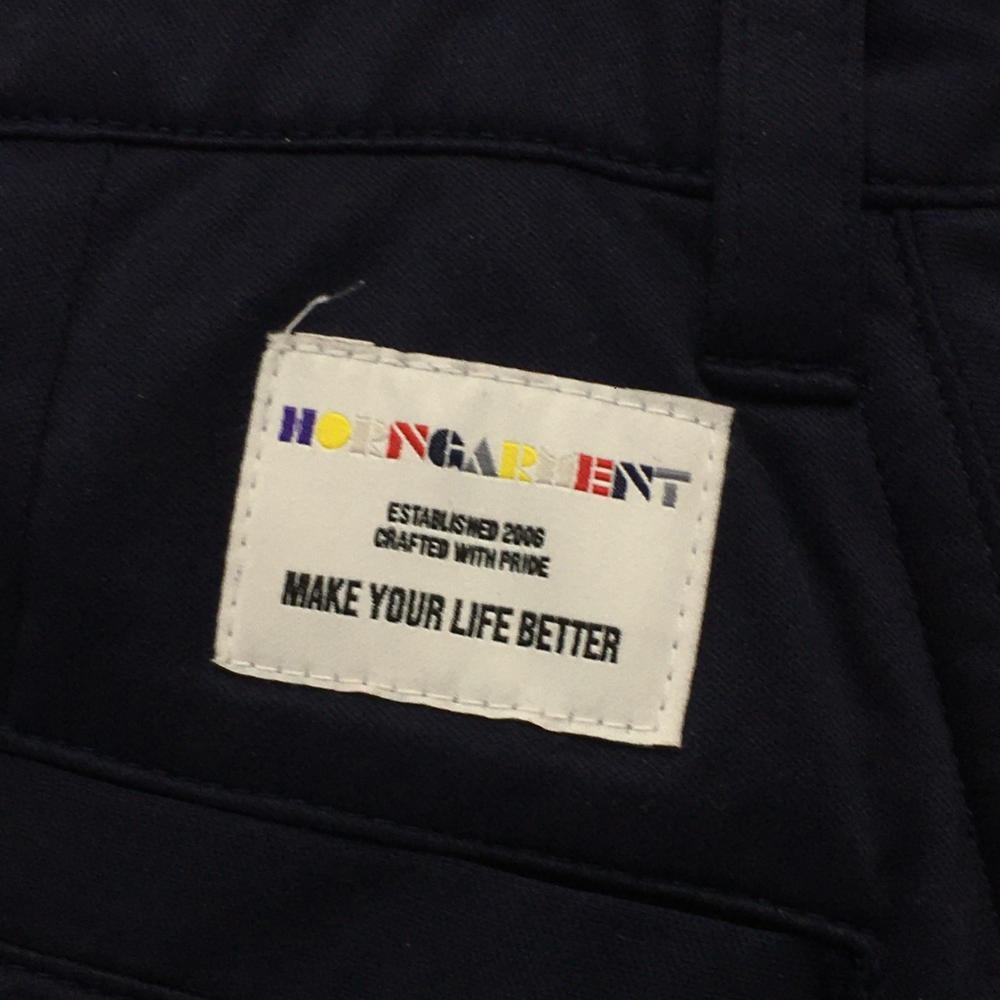 HORNGARMENT
ESTABLISHED 2006
CRAFTED WITH PRIDE
MAKE YOUR LIFE BETTER